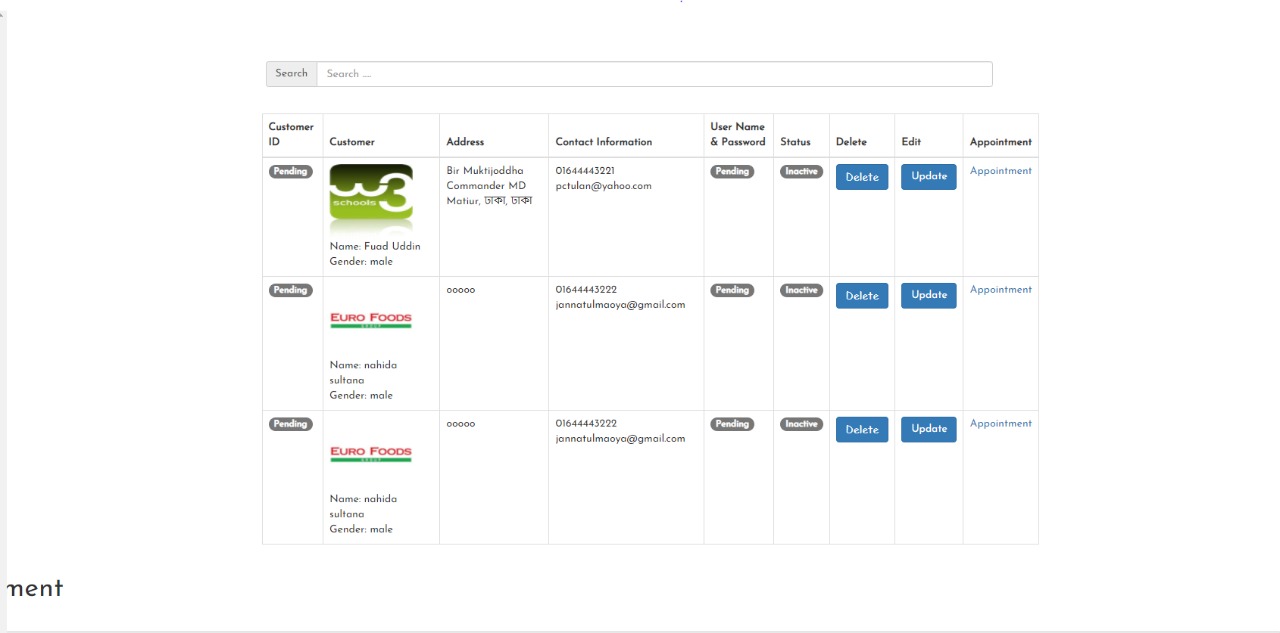 Search Search ....
Customer ID Customer Address Contact Information User Name & Password Status Delete Edit Appointment
Pending
w3
schools
Name: Fuad Uddin
Gender: male
Bir Muktijoddha
Commander MD
Matiur, ঢাকা, ঢাকা
01644443221
pctulan@yahoo.com
Pending
Inactive
Delete
Update
Appointment
Pending
EURO FOODS
GROUP
Name: nahida
sultana
Gender: male
ooooo
01644443222
jannatulmaoya@gmail.com
Pending
Inactive
Delete
Update
Appointment
Pending
EURO FOODS
GROUP
Name: nahida
sultana
Gender: male
ooooo
01644443222
jannatulmaoya@gmail.com
Pending
Inactive
Delete
Update
Appointment
ment